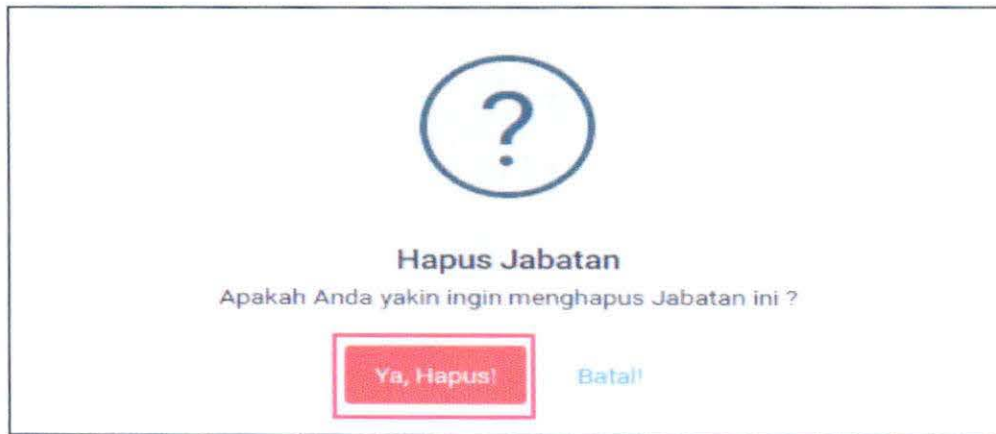 ?
Hapus Jabatan
Apakah Anda yakin ingin menghapus Jabatan ini ?
Ya, Hapus! Batal!